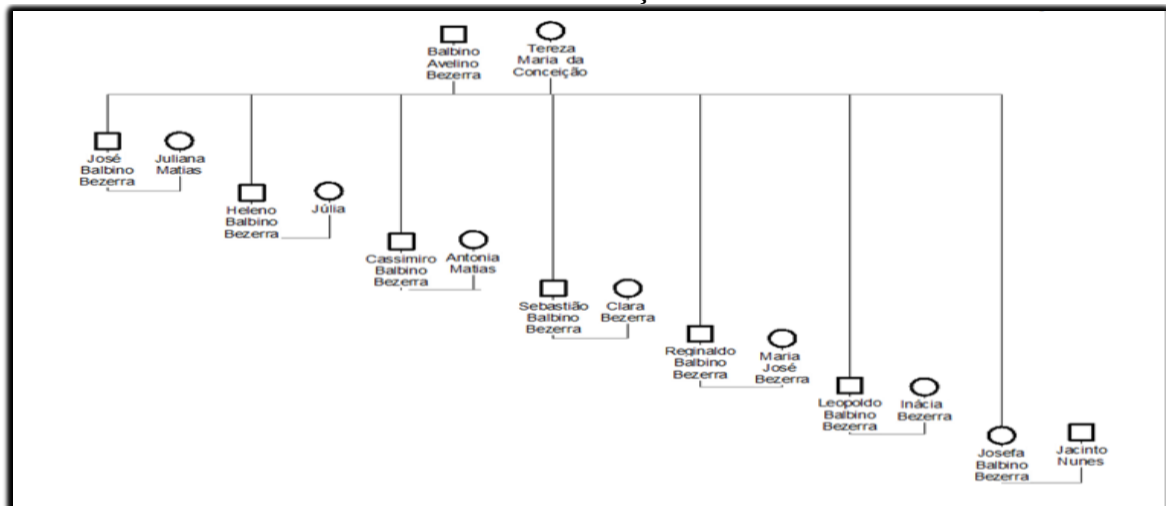 Balbino
Avelino
Bezerra
Tereza
Maria da
Conceição
José
Balbino
Bezerra
Juliana
Matias
Heleno
Balbino
Bezerra
Júlia
Cassimiro
Balbino
Bezerra
Antonia
Matias
Sebastião
Balbino
Bezerra
Clara
Bezerra
Reginaldo
Balbino
Bezerra
Maria
José
Bezerra
Leopoldo
Balbino
Bezerra
Inácia
Bezerra
Josefa
Balbino
Bezerra
Jacinto
Nunes